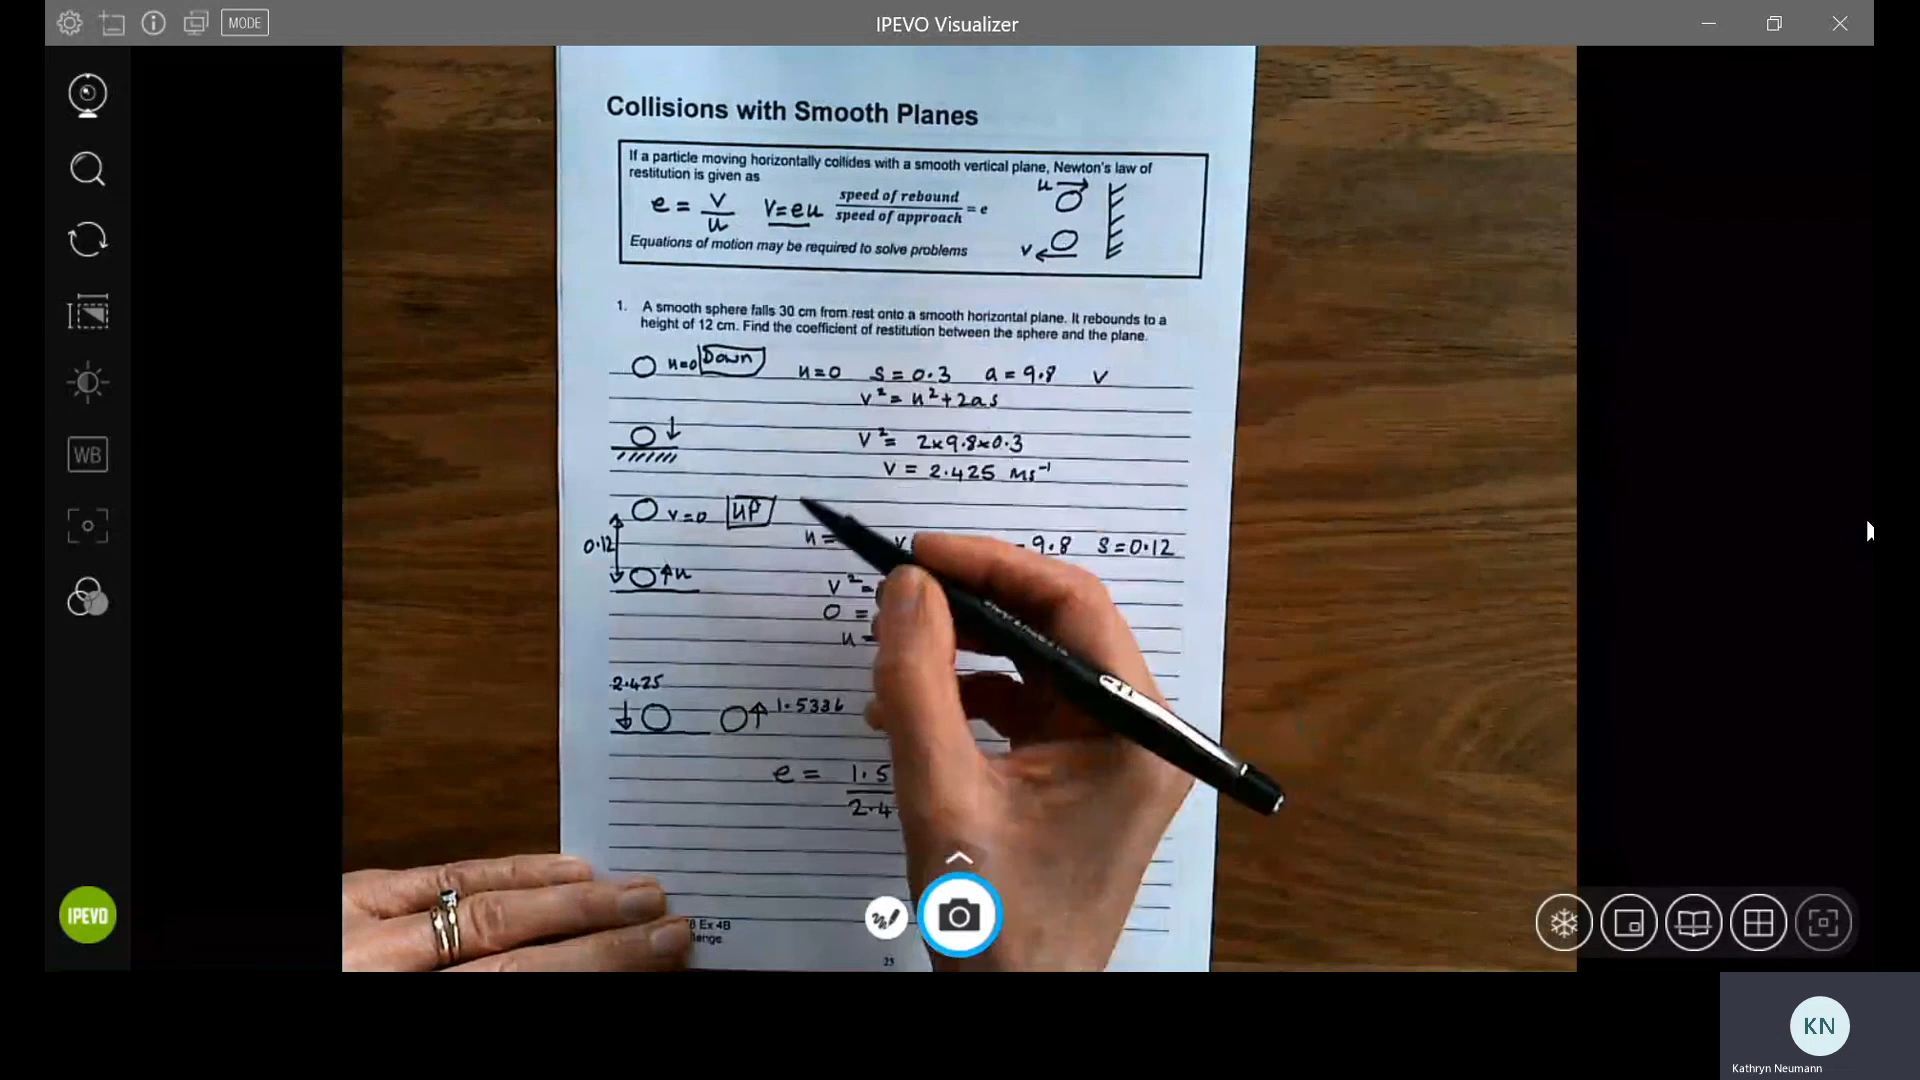 MODE
IPEVO Visualizer
Collisions with Smooth Planes
If a particle moving horizontally collides with a smooth vertical plane, Newton's law of
restitution is given as
e = v/u   v=eu   speed of rebound / speed of approach = e
u
v
Equations of motion may be required to solve problems
1. A smooth sphere falls 30 cm from rest onto a smooth horizontal plane. It rebounds to a
height of 12 cm. Find the coefficient of restitution between the sphere and the plane.
u=0 Down u=0 s=0.3 a=9.8 v
v²=u²+2as
v²= 2×9.8×0.3
v = 2.425 ms⁻¹
v=0 UP
0.12
u= v 9.8 s=0.12
u
v²=
0 =
u=
2.425
1.5336
e = 1.5
2.4
Ex 4B
25
WB
IPEVO
KN
Kathryn Neumann